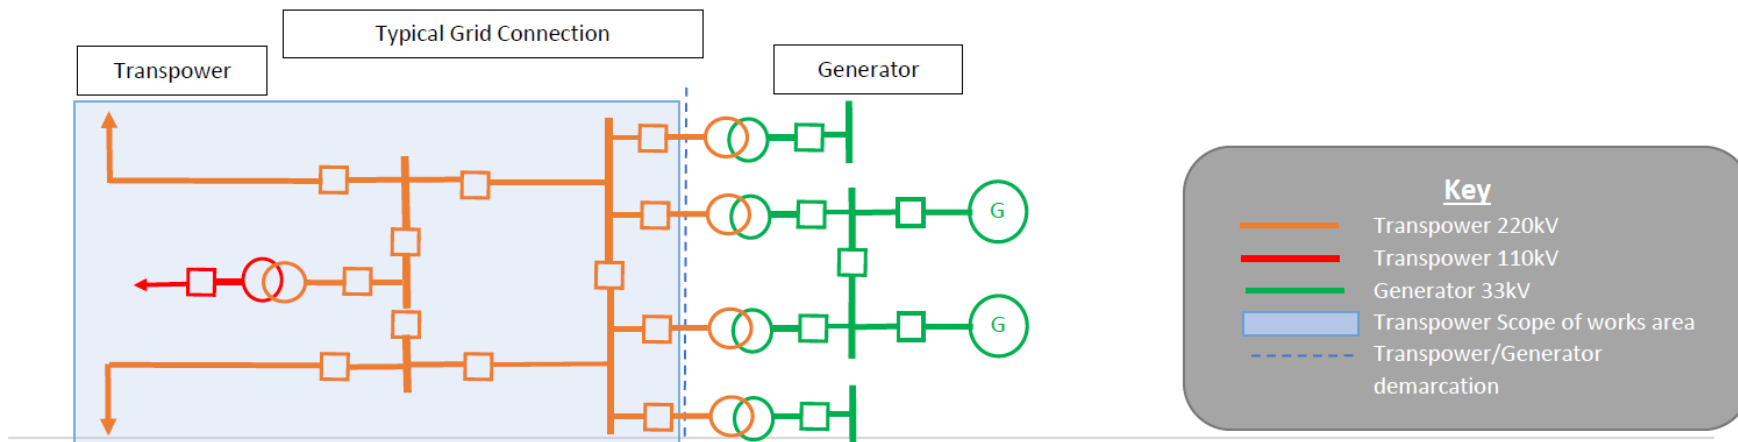 Typical Grid Connection
Transpower
Generator
G
G
Key
Transpower 220kV
Transpower 110kV
Generator 33kV
Transpower Scope of works area
Transpower/Generator
demarcation